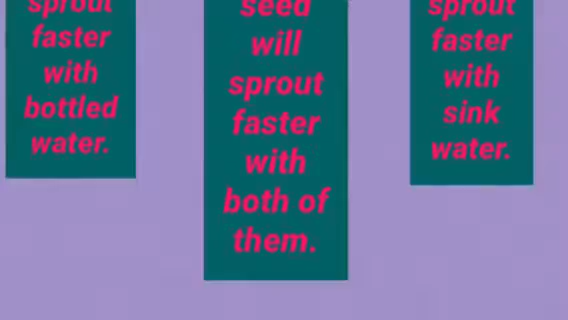 sprout
faster
with
bottled
water.
seed
will
sprout
faster
with
both of
them.
sprout
faster
with
sink
water.